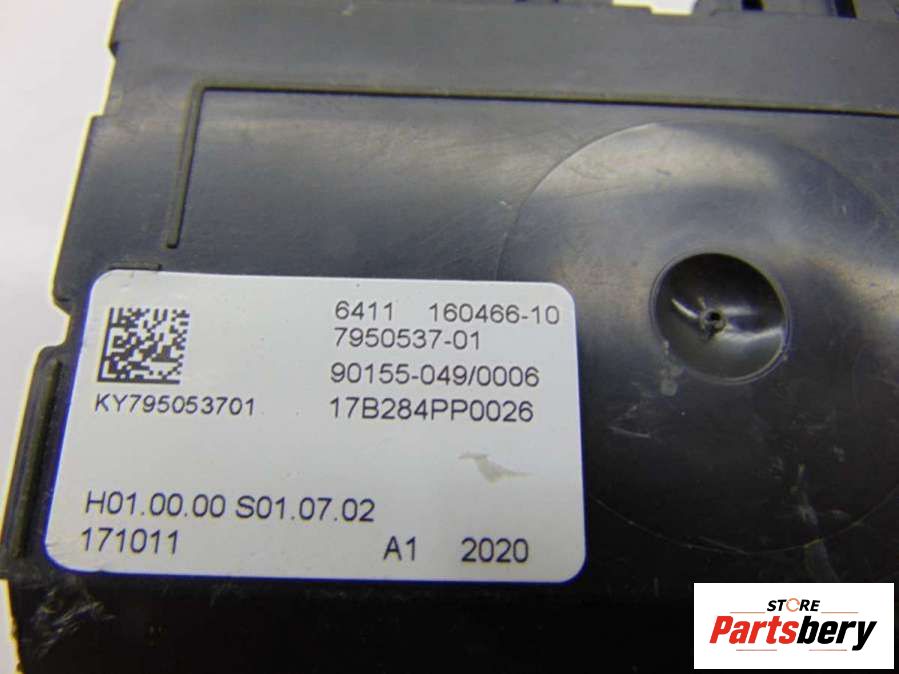 6411 160466-10
7950537-01
90155-049/0006
KY795053701 17B284PP0026
H01.00.00 S01.07.02
171011 A1 2020
STORE
Partsbery